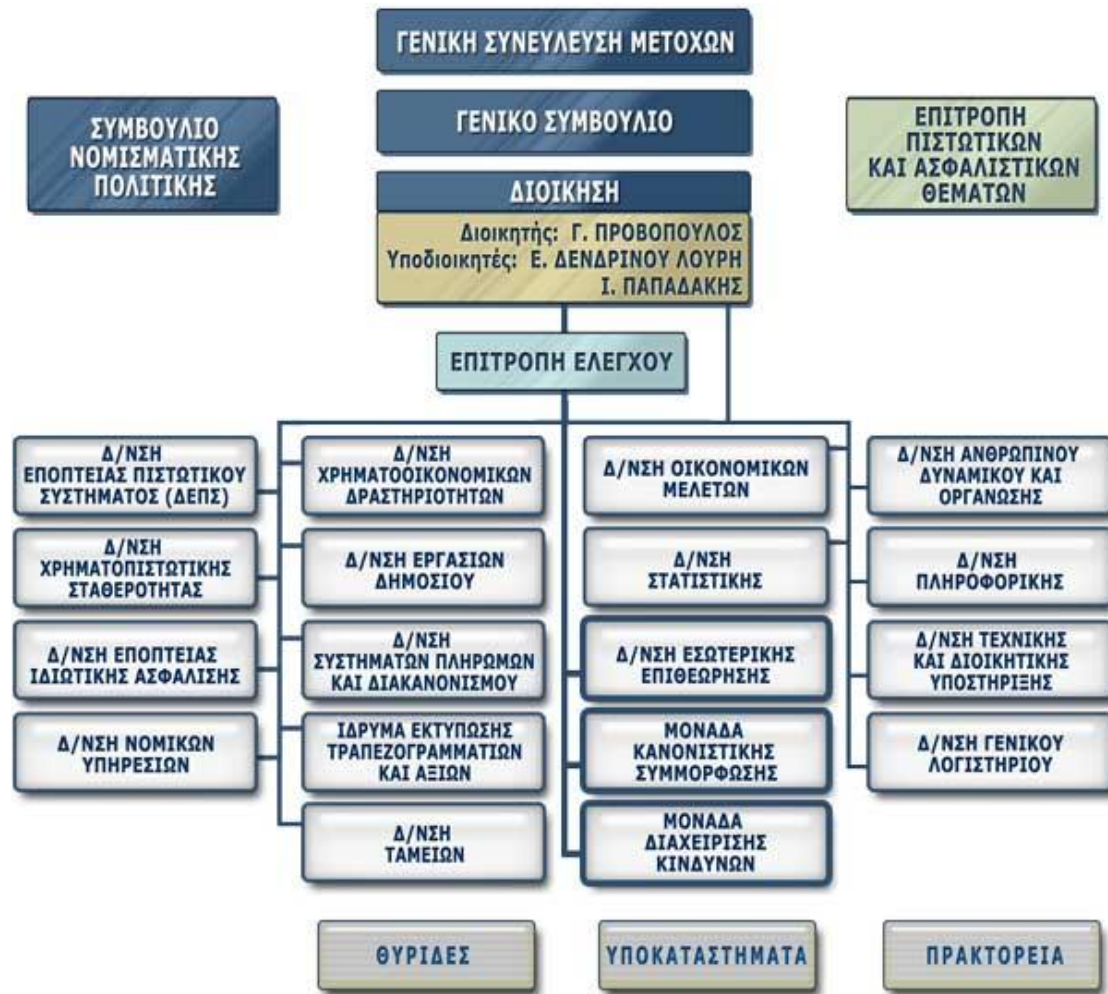 ΓΕΝΙΚΗ ΣΥΝΕΛΕΥΣΗ ΜΕΤΟΧΩΝ
ΣΥΜΒΟΥΛΙΟ
ΝΟΜΙΣΜΑΤΙΚΗΣ
ΠΟΛΙΤΙΚΗΣ
ΓΕΝΙΚΟ ΣΥΜΒΟΥΛΙΟ
ΕΠΙΤΡΟΠΗ
ΠΙΣΤΩΤΙΚΩΝ
ΚΑΙ ΑΣΦΑΛΙΣΤΙΚΩΝ
ΘΕΜΑΤΩΝ
ΔΙΟΙΚΗΣΗ
Διοικητής: Γ. ΠΡΟΒΟΠΟΥΛΟΣ
Υποδιοικητές: Ε. ΔΕΝΔΡΙΝΟΥ ΛΟΥΡΗ
Ι. ΠΑΠΑΔΑΚΗΣ
ΕΠΙΤΡΟΠΗ ΕΛΕΓΧΟΥ
Δ/ΝΣΗ
ΕΠΟΠΤΕΙΑΣ ΠΙΣΤΩΤΙΚΟΥ
ΣΥΣΤΗΜΑΤΟΣ (ΔΕΠΣ)
Δ/ΝΣΗ
ΧΡΗΜΑΤΟΟΙΚΟΝΟΜΙΚΩΝ
ΔΡΑΣΤΗΡΙΟΤΗΤΩΝ
Δ/ΝΣΗ ΟΙΚΟΝΟΜΙΚΩΝ
ΜΕΛΕΤΩΝ
Δ/ΝΣΗ ΑΝΘΡΩΠΙΝΟΥ
ΔΥΝΑΜΙΚΟΥ ΚΑΙ
ΟΡΓΑΝΩΣΗΣ
Δ/ΝΣΗ
ΧΡΗΜΑΤΟΠΙΣΤΩΤΙΚΗΣ
ΣΤΑΘΕΡΟΤΗΤΑΣ
Δ/ΝΣΗ ΕΡΓΑΣΙΩΝ
ΔΗΜΟΣΙΟΥ
Δ/ΝΣΗ
ΣΤΑΤΙΣΤΙΚΗΣ
Δ/ΝΣΗ
ΠΛΗΡΟΦΟΡΙΚΗΣ
Δ/ΝΣΗ ΕΠΟΠΤΕΙΑΣ
ΙΔΙΩΤΙΚΗΣ ΑΣΦΑΛΙΣΗΣ
Δ/ΝΣΗ
ΣΥΣΤΗΜΑΤΩΝ ΠΛΗΡΩΜΩΝ
ΚΑΙ ΔΙΑΚΑΝΟΝΙΣΜΟΥ
Δ/ΝΣΗ ΕΣΩΤΕΡΙΚΗΣ
ΕΠΙΘΕΩΡΗΣΗΣ
Δ/ΝΣΗ ΤΕΧΝΙΚΗΣ
ΚΑΙ ΔΙΟΙΚΗΤΙΚΗΣ
ΥΠΟΣΤΗΡΙΞΗΣ
Δ/ΝΣΗ ΝΟΜΙΚΩΝ
ΥΠΗΡΕΣΙΩΝ
ΙΔΡΥΜΑ ΕΚΤΥΠΩΣΗΣ
ΤΡΑΠΕΖΟΓΡΑΜΜΑΤΙΩΝ
ΚΑΙ ΑΞΙΩΝ
ΜΟΝΑΔΑ
ΚΑΝΟΝΙΣΤΙΚΗΣ
ΣΥΜΜΟΡΦΩΣΗΣ
Δ/ΝΣΗ ΓΕΝΙΚΟΥ
ΛΟΓΙΣΤΗΡΙΟΥ
Δ/ΝΣΗ
ΤΑΜΕΙΩΝ
ΜΟΝΑΔΑ
ΔΙΑΧΕΙΡΙΣΗΣ
ΚΙΝΔΥΝΩΝ
ΘΥΡΙΔΕΣ
ΥΠΟΚΑΤΑΣΤΗΜΑΤΑ
ΠΡΑΚΤΟΡΕΙΑ